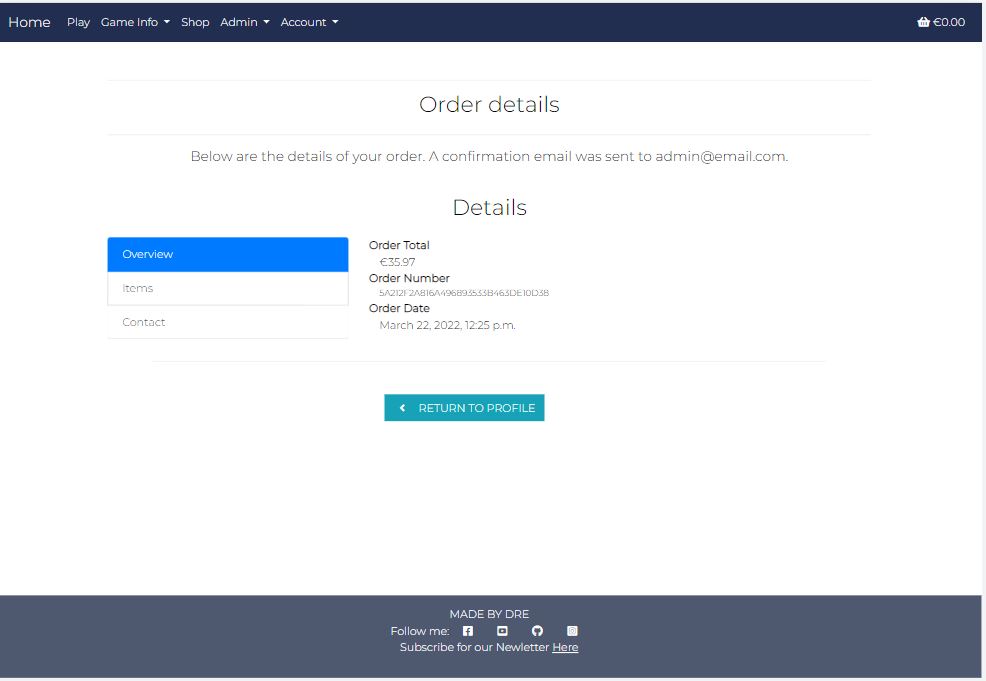 Home Play Game Info Shop Admin Account €0.00
Order details
Below are the details of your order. A confirmation email was sent to admin@email.com.
Details
Overview
Items
Contact
Order Total
€35.97
Order Number
5A212F2A816A496893533B463DE10D38
Order Date
March 22, 2022, 12:25 p.m.
RETURN TO PROFILE
MADE BY DRE
Follow me:
Subscribe for our Newletter Here